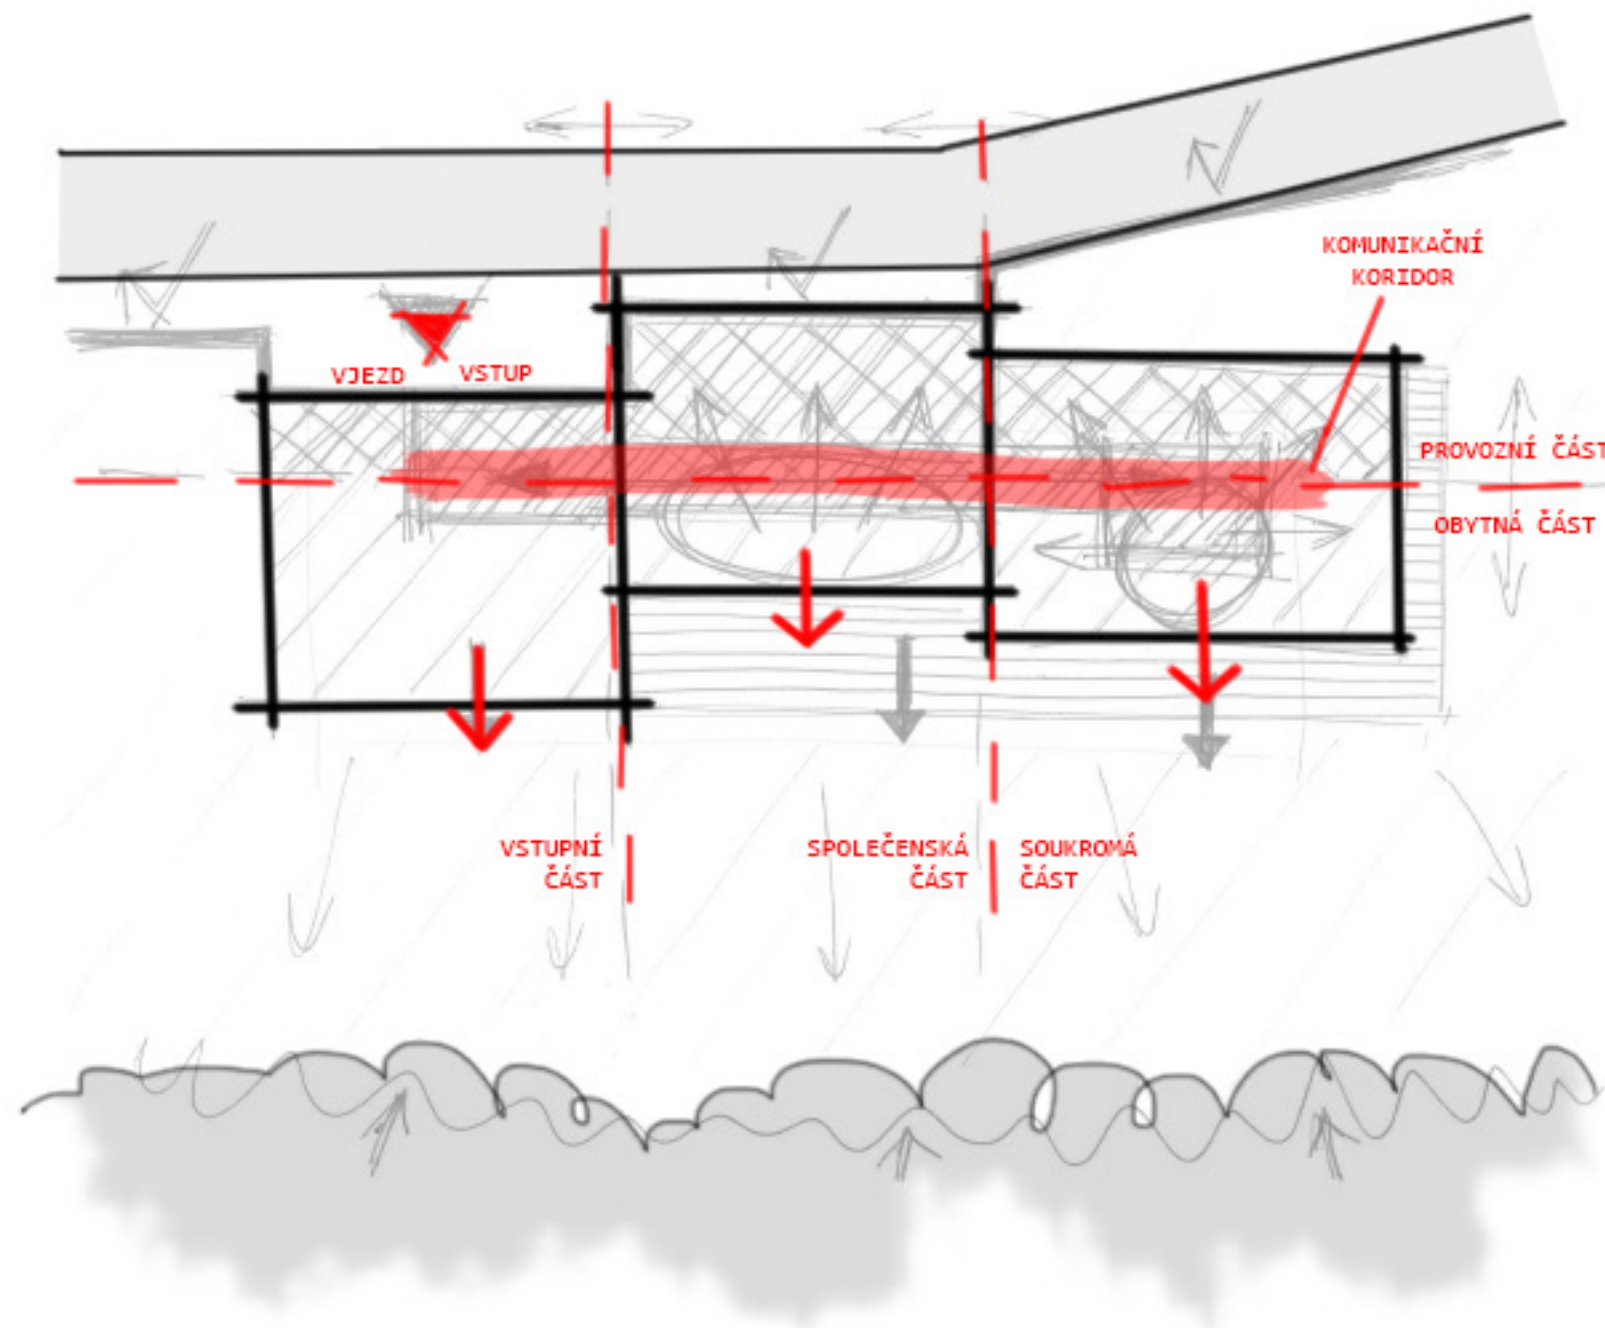 KOMUNIKAČNÍ
KORIDOR
VJEZD VSTUP
PROVOZNÍ ČÁST
OBYTNÁ ČÁST
VSTUPNÍ
ČÁST
SPOLEČENSKÁ
ČÁST
SOUKROMÁ
ČÁST